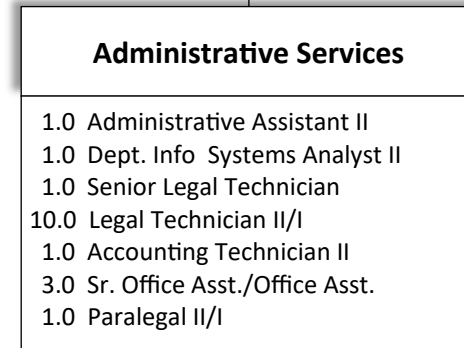 Administrative Services
1.0 Administrative Assistant II
1.0 Dept. Info Systems Analyst II
1.0 Senior Legal Technician
10.0 Legal Technician II/I
1.0 Accounting Technician II
3.0 Sr. Office Asst./Office Asst.
1.0 Paralegal II/I